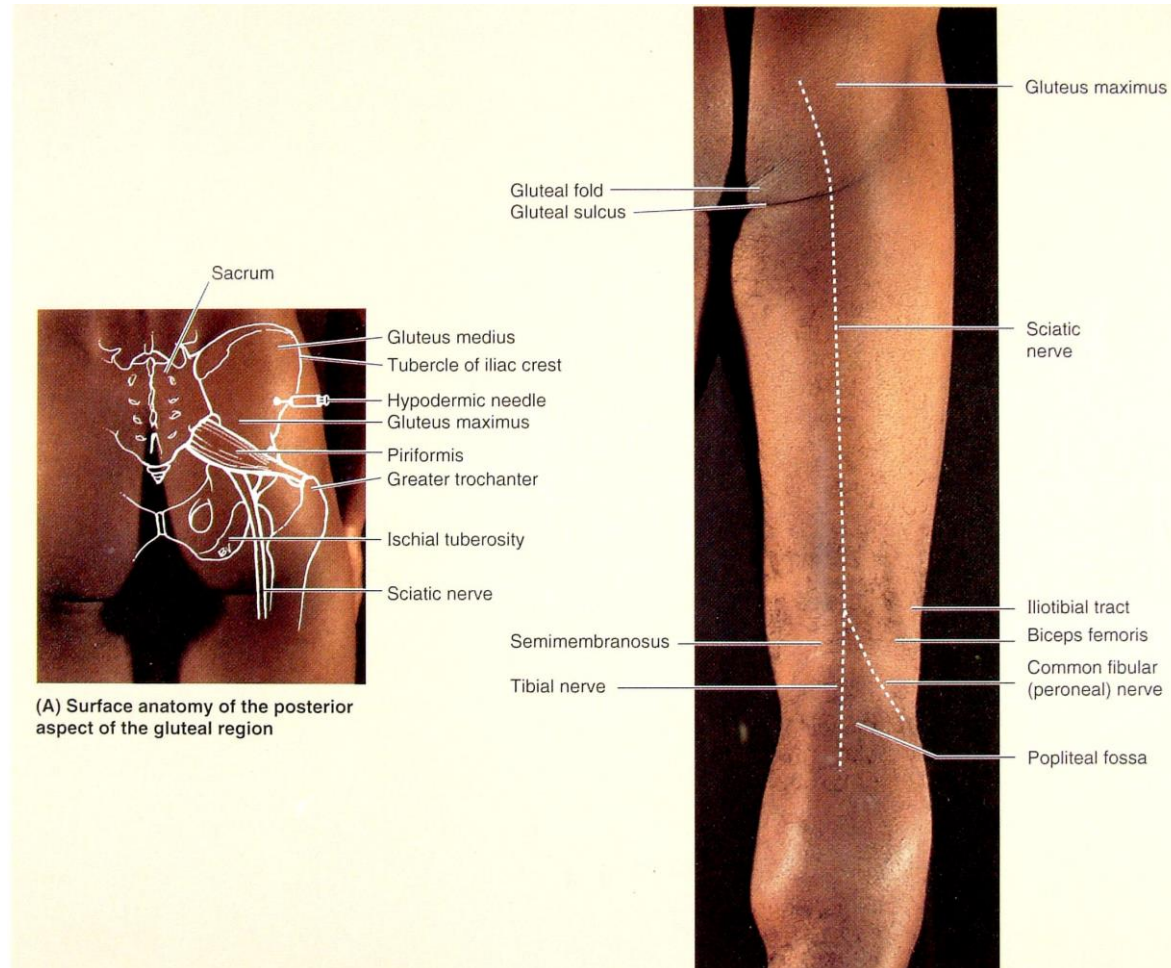 Sacrum
Gluteus medius
Tubercle of iliac crest
Hypodermic needle
Gluteus maximus
Piriformis
Greater trochanter
Ischial tuberosity
Sciatic nerve
(A) Surface anatomy of the posterior
aspect of the gluteal region
Gluteus maximus
Gluteal fold
Gluteal sulcus
Sciatic
nerve
Iliotibial tract
Semimembranosus
Biceps femoris
Tibial nerve
Common fibular
(peroneal) nerve
Popliteal fossa